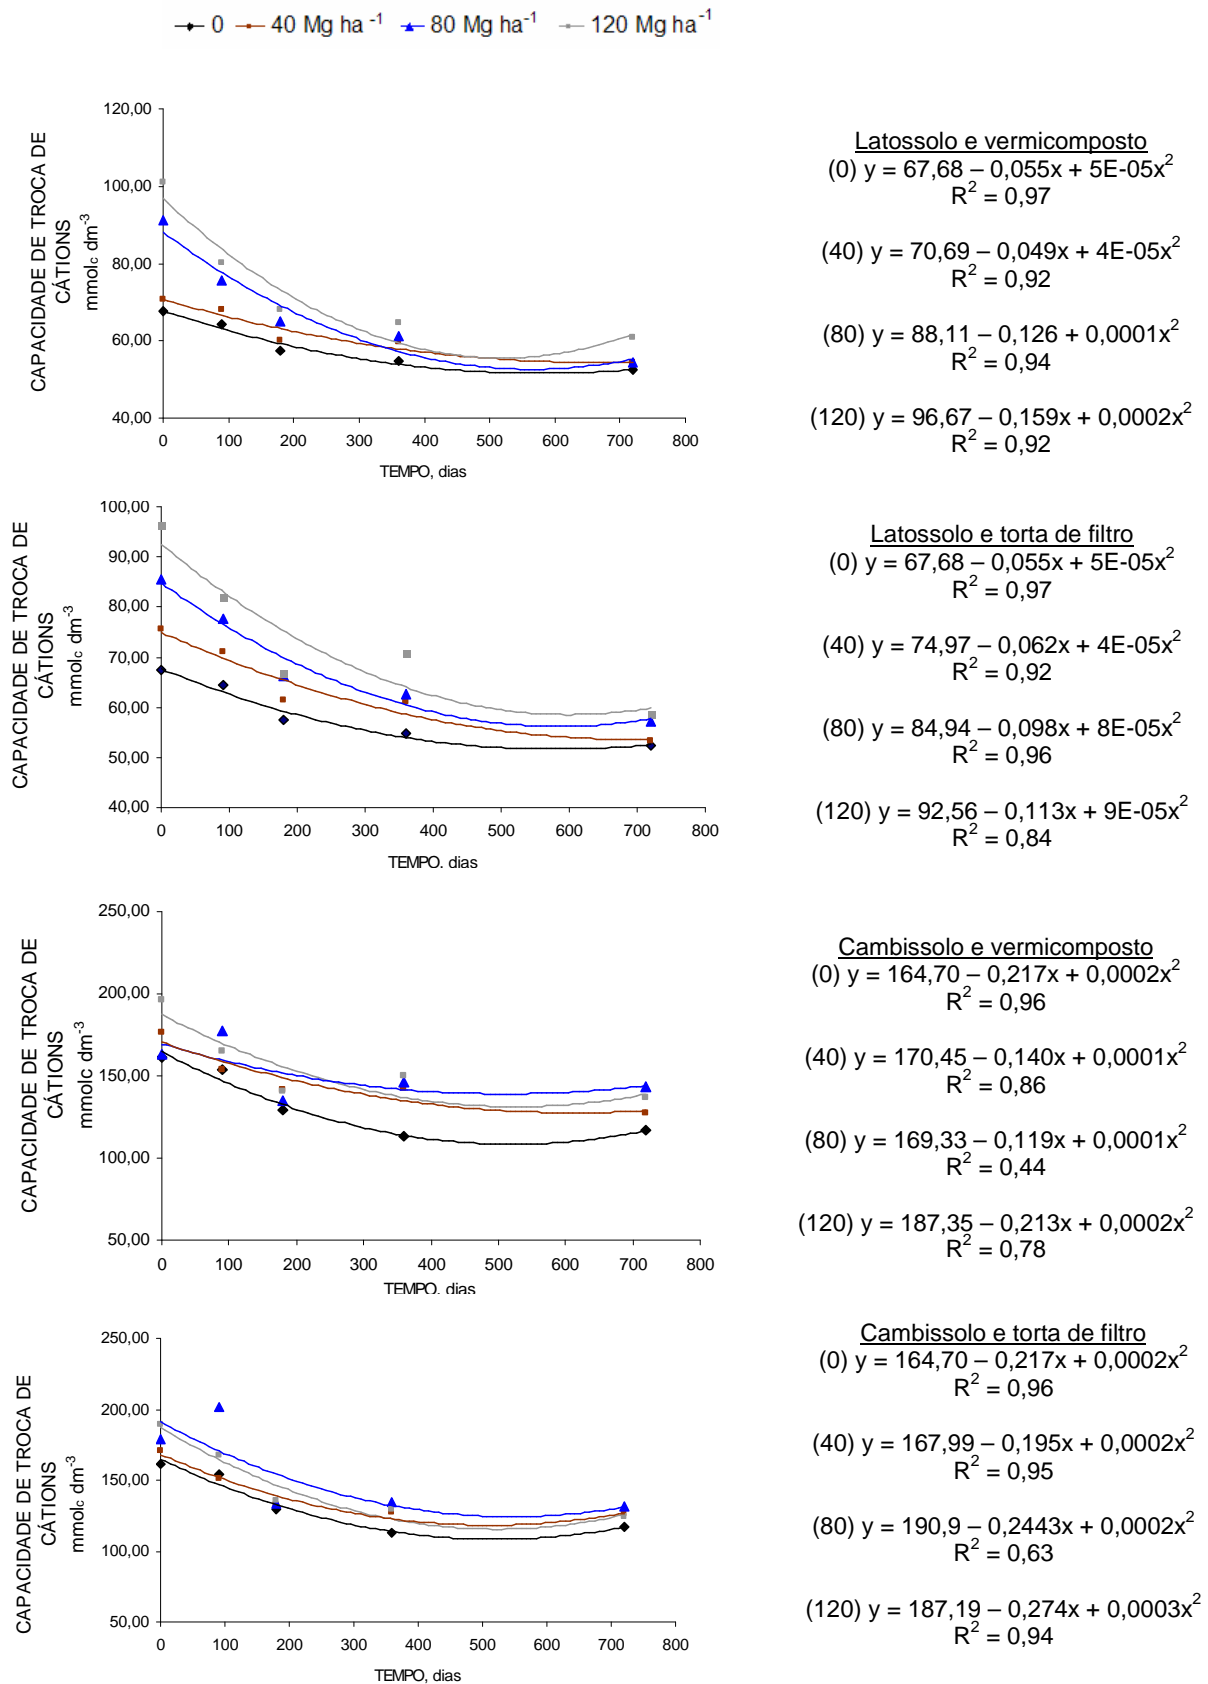 0 40 Mg ha-1 80 Mg ha-1 120 Mg ha-1
CAPACIDADE DE TROCA DE
CÁTIONS
mmolc dm-3
120,00
100,00
80,00
60,00
40,00
0 100 200 300 400 500 600 700 800
TEMPO, dias
Latossolo e vermicomposto
(0) y = 67,68 – 0,055x + 5E-05x2
R2 = 0,97
(40) y = 70,69 – 0,049x + 4E-05x2
R2 = 0,92
(80) y = 88,11 – 0,126 + 0,0001x2
R2 = 0,94
(120) y = 96,67 – 0,159x + 0,0002x2
R2 = 0,92
CAPACIDADE DE TROCA DE
CÁTIONS
mmolc dm-3
100,00
90,00
80,00
70,00
60,00
50,00
40,00
0 100 200 300 400 500 600 700 800
TEMPO. dias
Latossolo e torta de filtro
(0) y = 67,68 – 0,055x + 5E-05x2
R2 = 0,97
(40) y = 74,97 – 0,062x + 4E-05x2
R2 = 0,92
(80) y = 84,94 – 0,098x + 8E-05x2
R2 = 0,96
(120) y = 92,56 – 0,113x + 9E-05x2
R2 = 0,84
CAPACIDADE DE TROCA DE
CÁTIONS
mmolc dm-3
250,00
200,00
150,00
100,00
50,00
0 100 200 300 400 500 600 700 800
TEMPO. dias
Cambissolo e vermicomposto
(0) y = 164,70 – 0,217x + 0,0002x2
R2 = 0,96
(40) y = 170,45 – 0,140x + 0,0001x2
R2 = 0,86
(80) y = 169,33 – 0,119x + 0,0001x2
R2 = 0,44
(120) y = 187,35 – 0,213x + 0,0002x2
R2 = 0,78
CAPACIDADE DE TROCA DE
CÁTIONS
mmolc dm-3
250,00
200,00
150,00
100,00
50,00
0 100 200 300 400 500 600 700 800
TEMPO, dias
Cambissolo e torta de filtro
(0) y = 164,70 – 0,217x + 0,0002x2
R2 = 0,96
(40) y = 167,99 – 0,195x + 0,0002x2
R2 = 0,95
(80) y = 190,9 – 0,2443x + 0,0002x2
R2 = 0,63
(120) y = 187,19 – 0,274x + 0,0003x2
R2 = 0,94